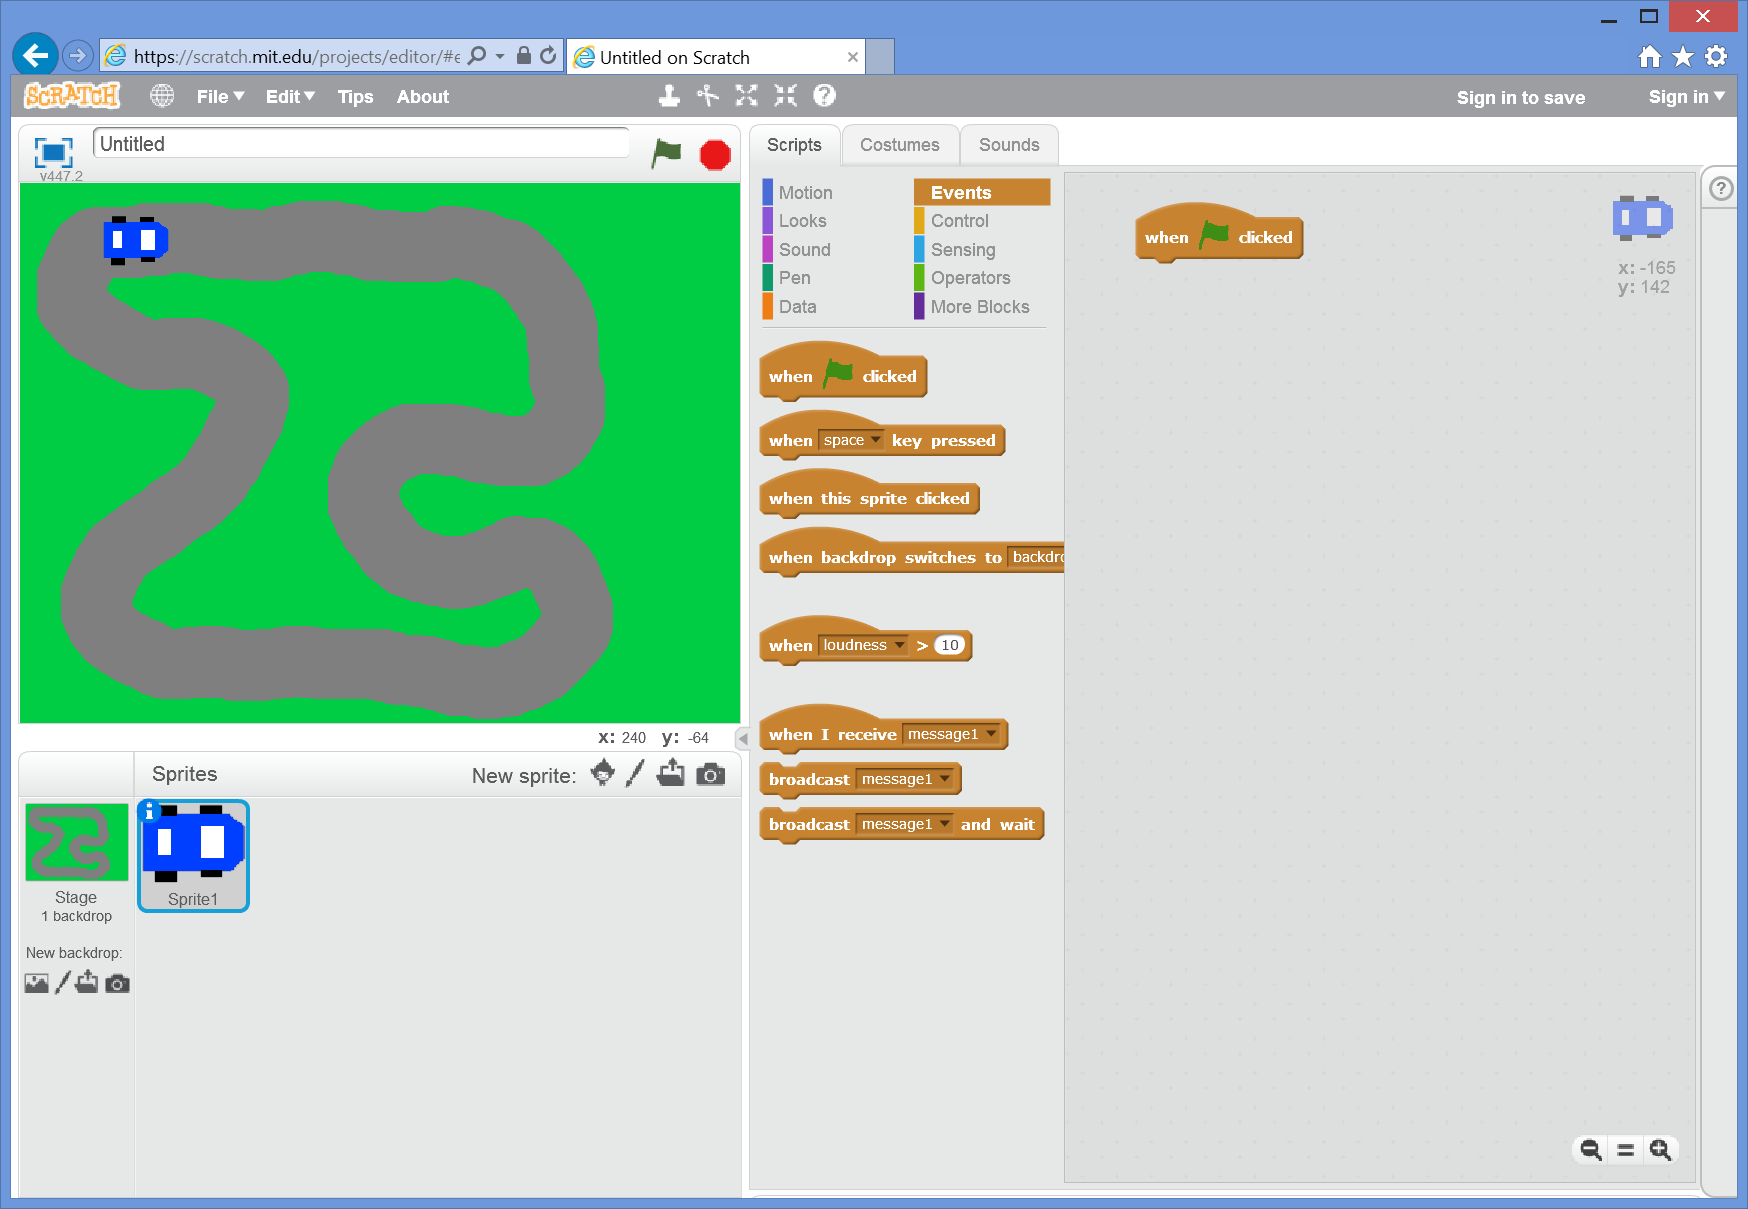 https://scratch.mit.edu/projects/editor/#e
Untitled on Scratch
SCRATCH
File
Edit
Tips
About
Sign in to save
Sign in
Untitled
v447.2
Scripts
Costumes
Sounds
Motion
Looks
Sound
Pen
Data
Events
Control
Sensing
Operators
More Blocks
when clicked
when space key pressed
when this sprite clicked
when backdrop switches to backdro
when loudness > 10
when I receive message1
broadcast message1
broadcast message1 and wait
when clicked
x: -165
y: 142
x: 240 y: -64
Sprites
New sprite:
Stage
1 backdrop
New backdrop:
Sprite1